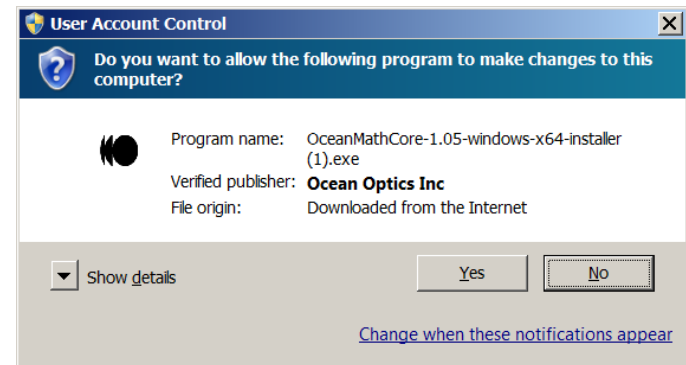 User Account Control
Do you want to allow the following program to make changes to this
computer?
Program name: OceanMathCore-1.05-windows-x64-installer
(1).exe
Verified publisher: Ocean Optics Inc
File origin: Downloaded from the Internet
Show details Yes No
Change when these notifications appear